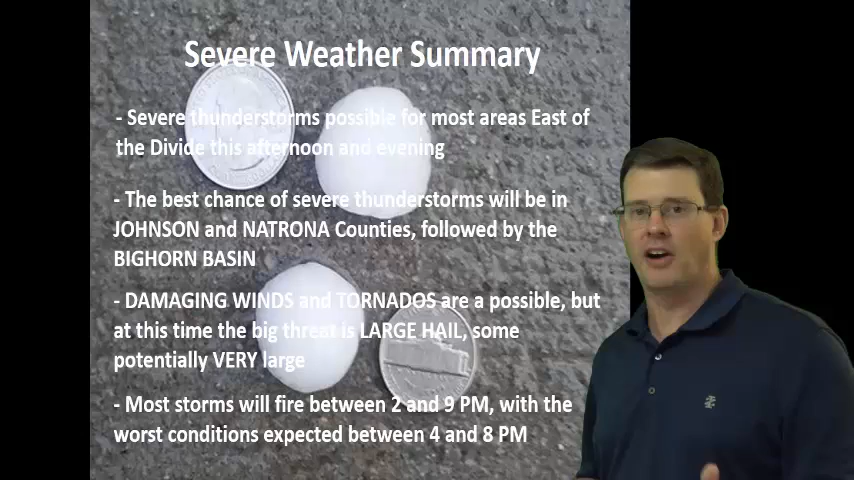 Severe Weather Summary
- Severe thunderstorms possible for most areas East of
the Divide this afternoon and evening
- The best chance of severe thunderstorms will be in
JOHNSON and NATRONA Counties, followed by the
BIGHORN BASIN
- DAMAGING WINDS and TORNADOS are a possible, but
at this time the big threat is LARGE HAIL, some
potentially VERY large
- Most storms will fire between 2 and 9 PM, with the
worst conditions expected between 4 and 8 PM